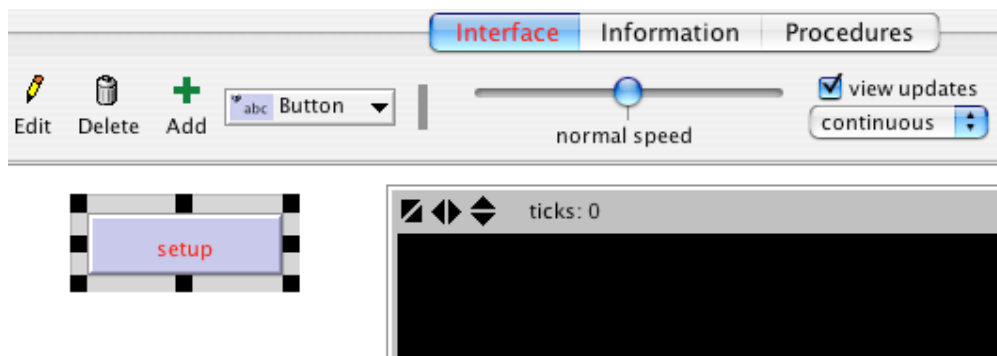 Interface Information Procedures
Edit Delete Add abc Button normal speed view updates
continuous
setup
ticks: 0